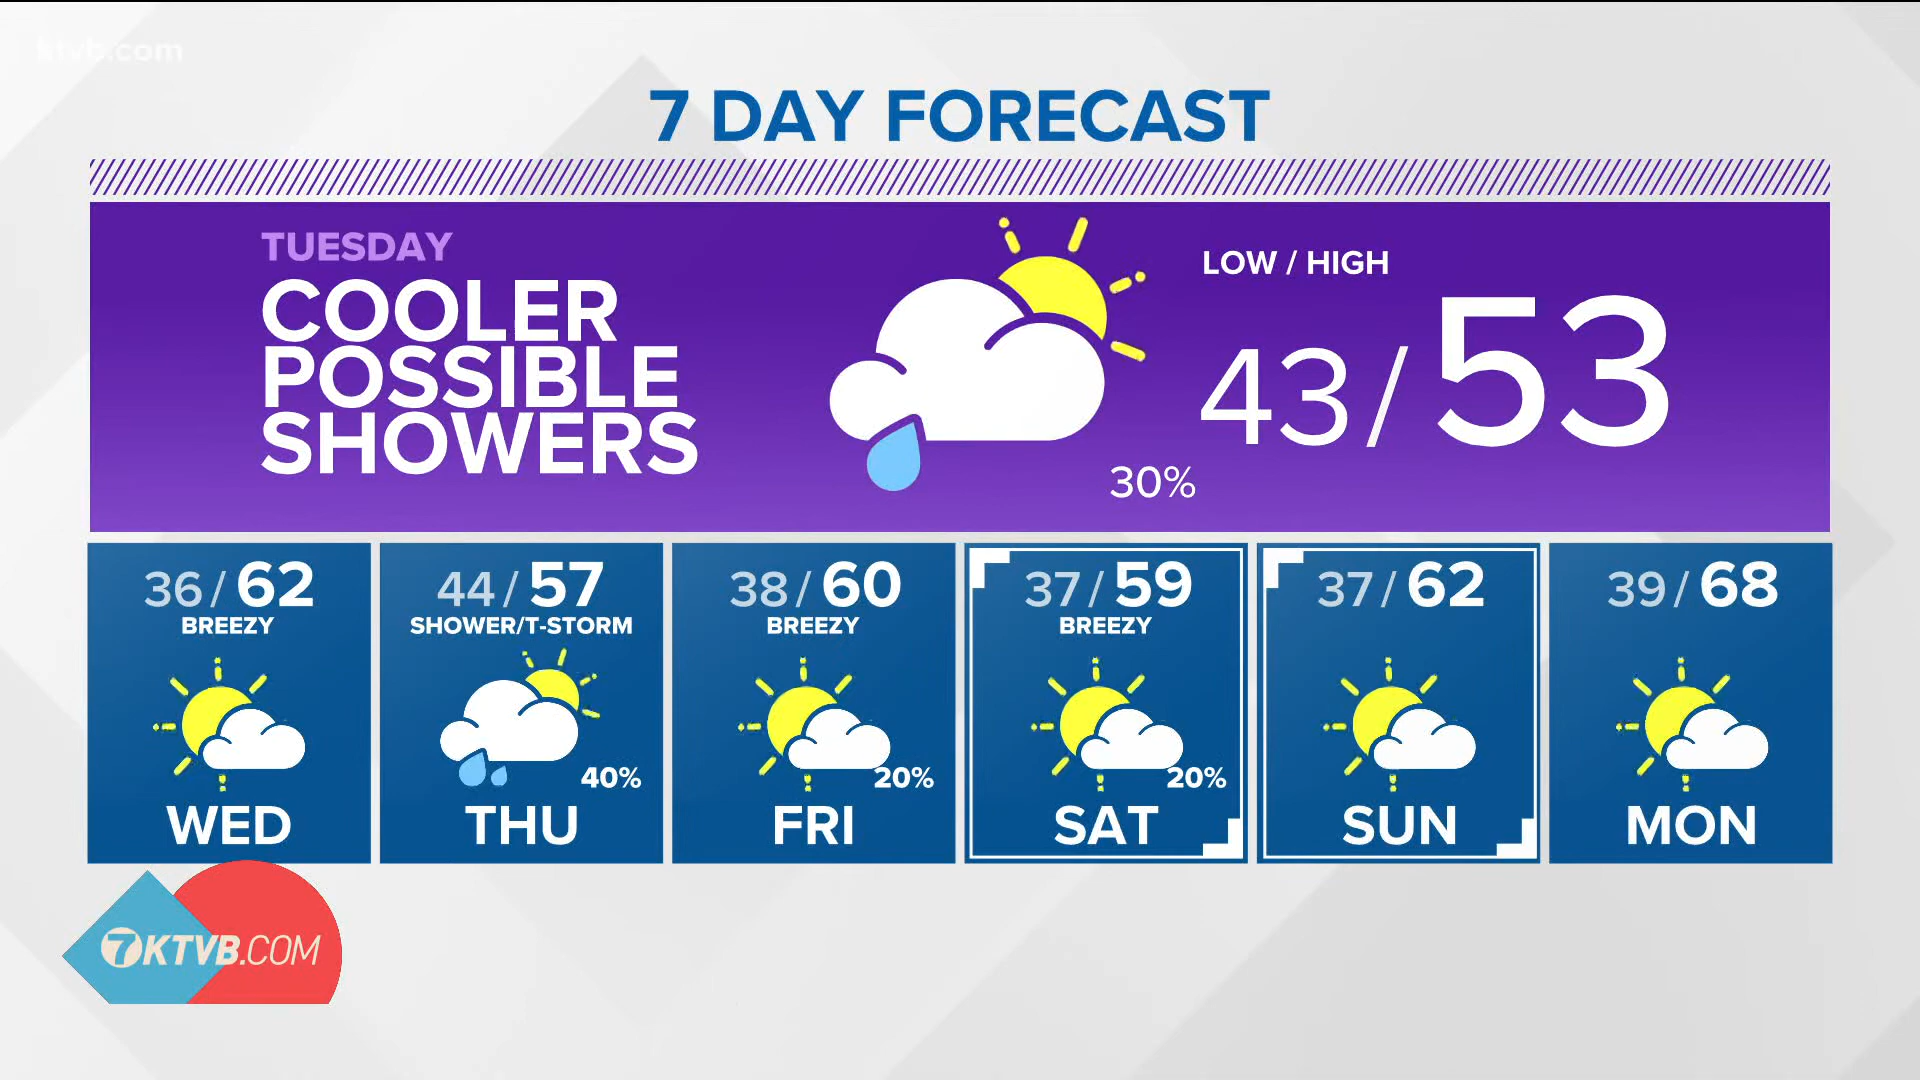 ktvb.com
7 DAY FORECAST
TUESDAY
COOLER
POSSIBLE
SHOWERS
30%
LOW / HIGH
43/53
36/62
BREEZY
WED
44/57
SHOWER/T-STORM
40%
THU
38/60
BREEZY
20%
FRI
37/59
BREEZY
20%
SAT
37/62
SUN
39/68
MON
7KTVB.COM